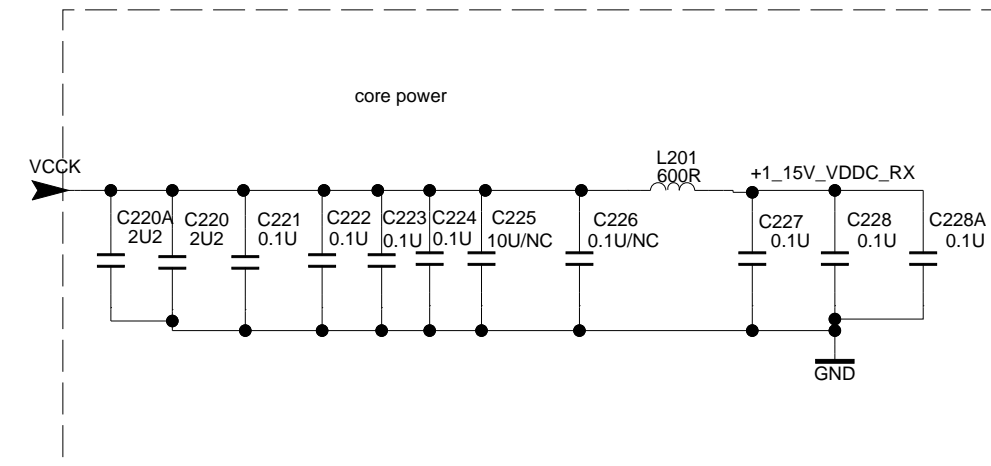 core power
VCCK
L201
600R
+1_15V_VDDC_RX
C220A
2U2
C220
2U2
C221
0.1U
C222
0.1U
C223
0.1U
C224
0.1U
C225
10U/NC
C226
0.1U/NC
C227
0.1U
C228
0.1U
C228A
0.1U
GND